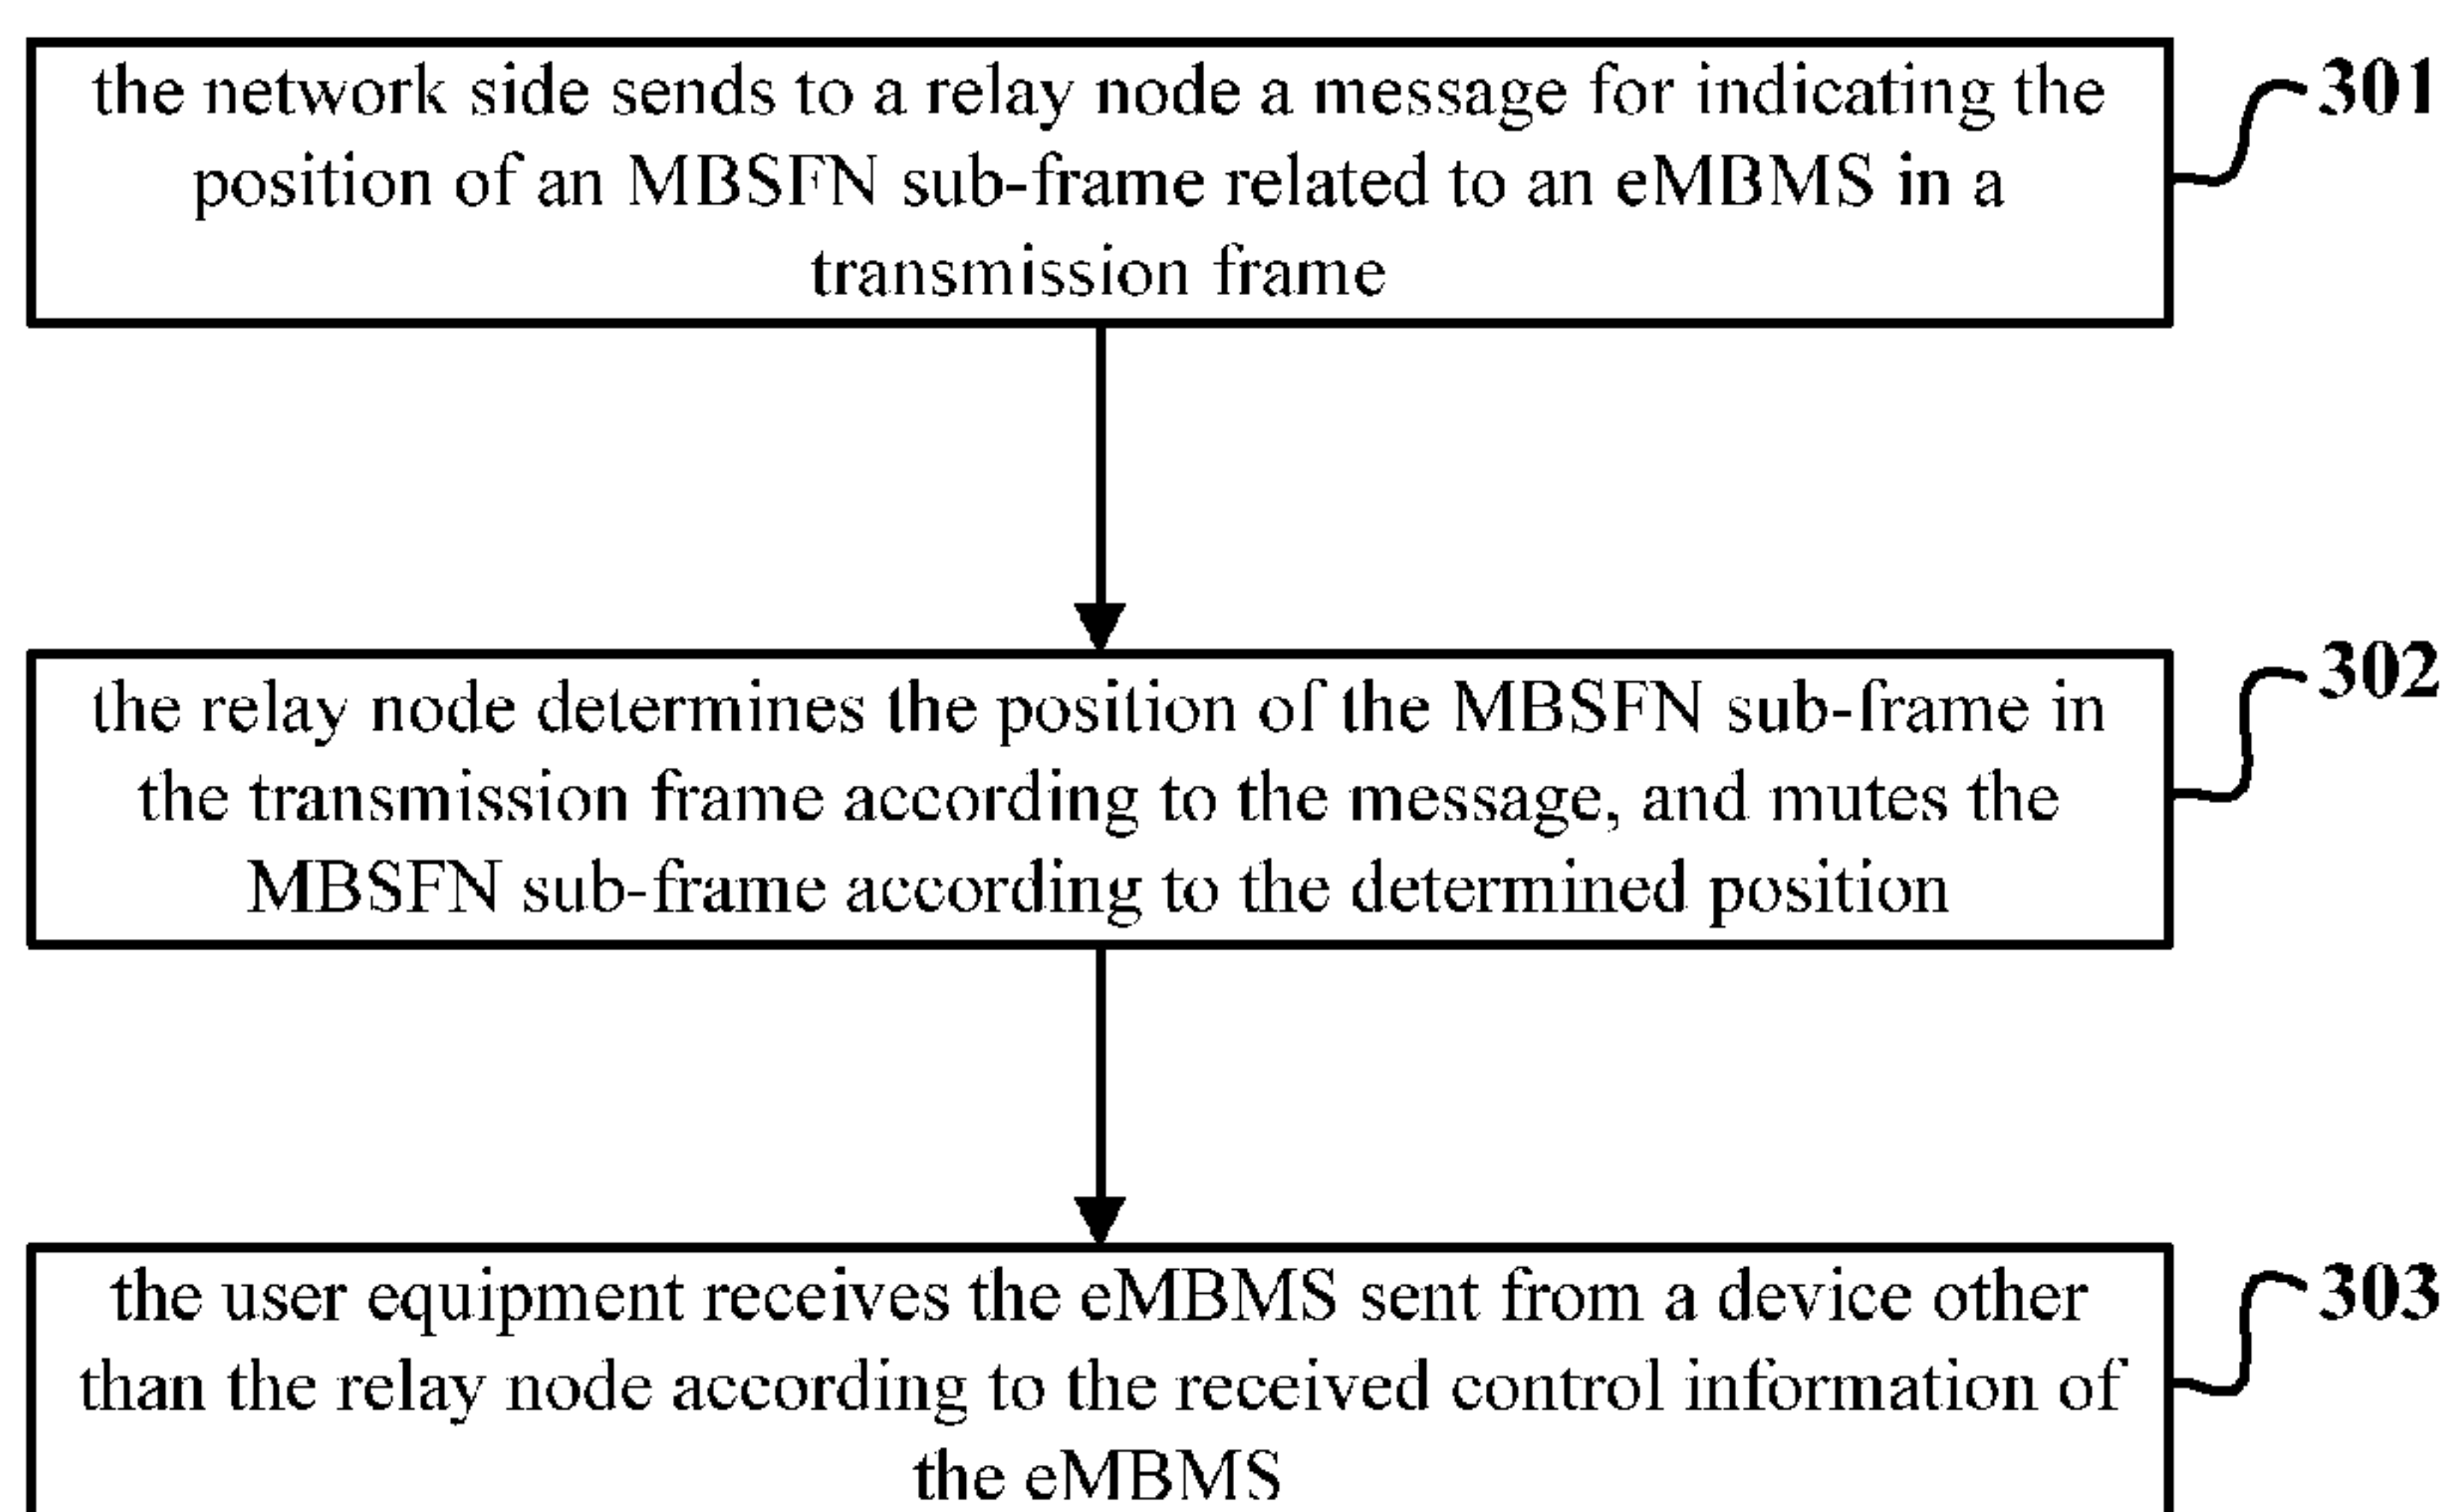 the network side sends to a relay node a message for indicating the
position of an MBSFN sub-frame related to an eMBMS in a
transmission frame
301
the relay node determines the position of the MBSFN sub-frame in
the transmission frame according to the message, and mutes the
MBSFN sub-frame according to the determined position
302
the user equipment receives the eMBMS sent from a device other
than the relay node according to the received control information of
the eMBMS
303